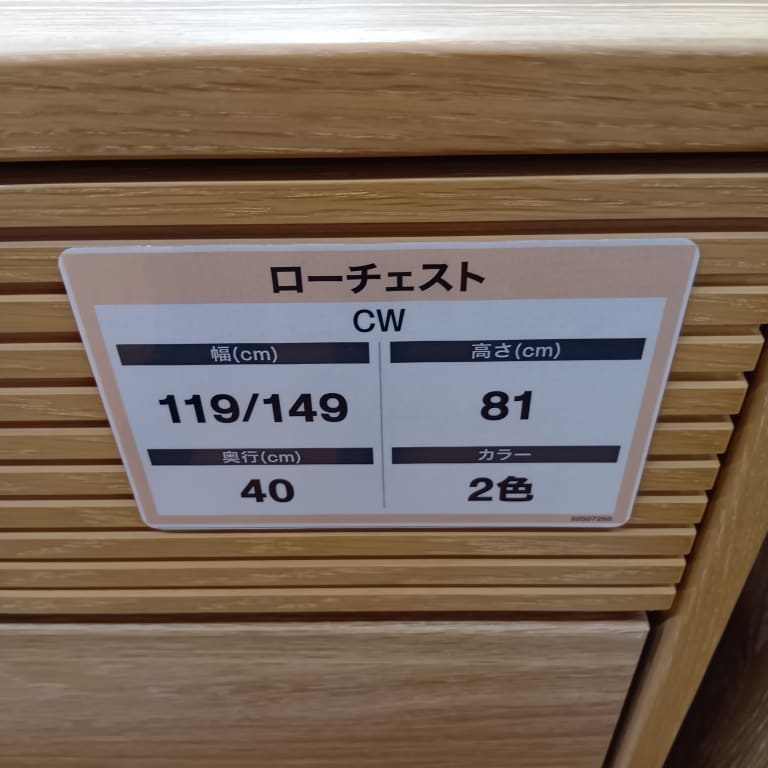 ローチェスト
CW
幅(cm)
高さ(cm)
119/149
81
奥行(cm)
カラー
40
2色